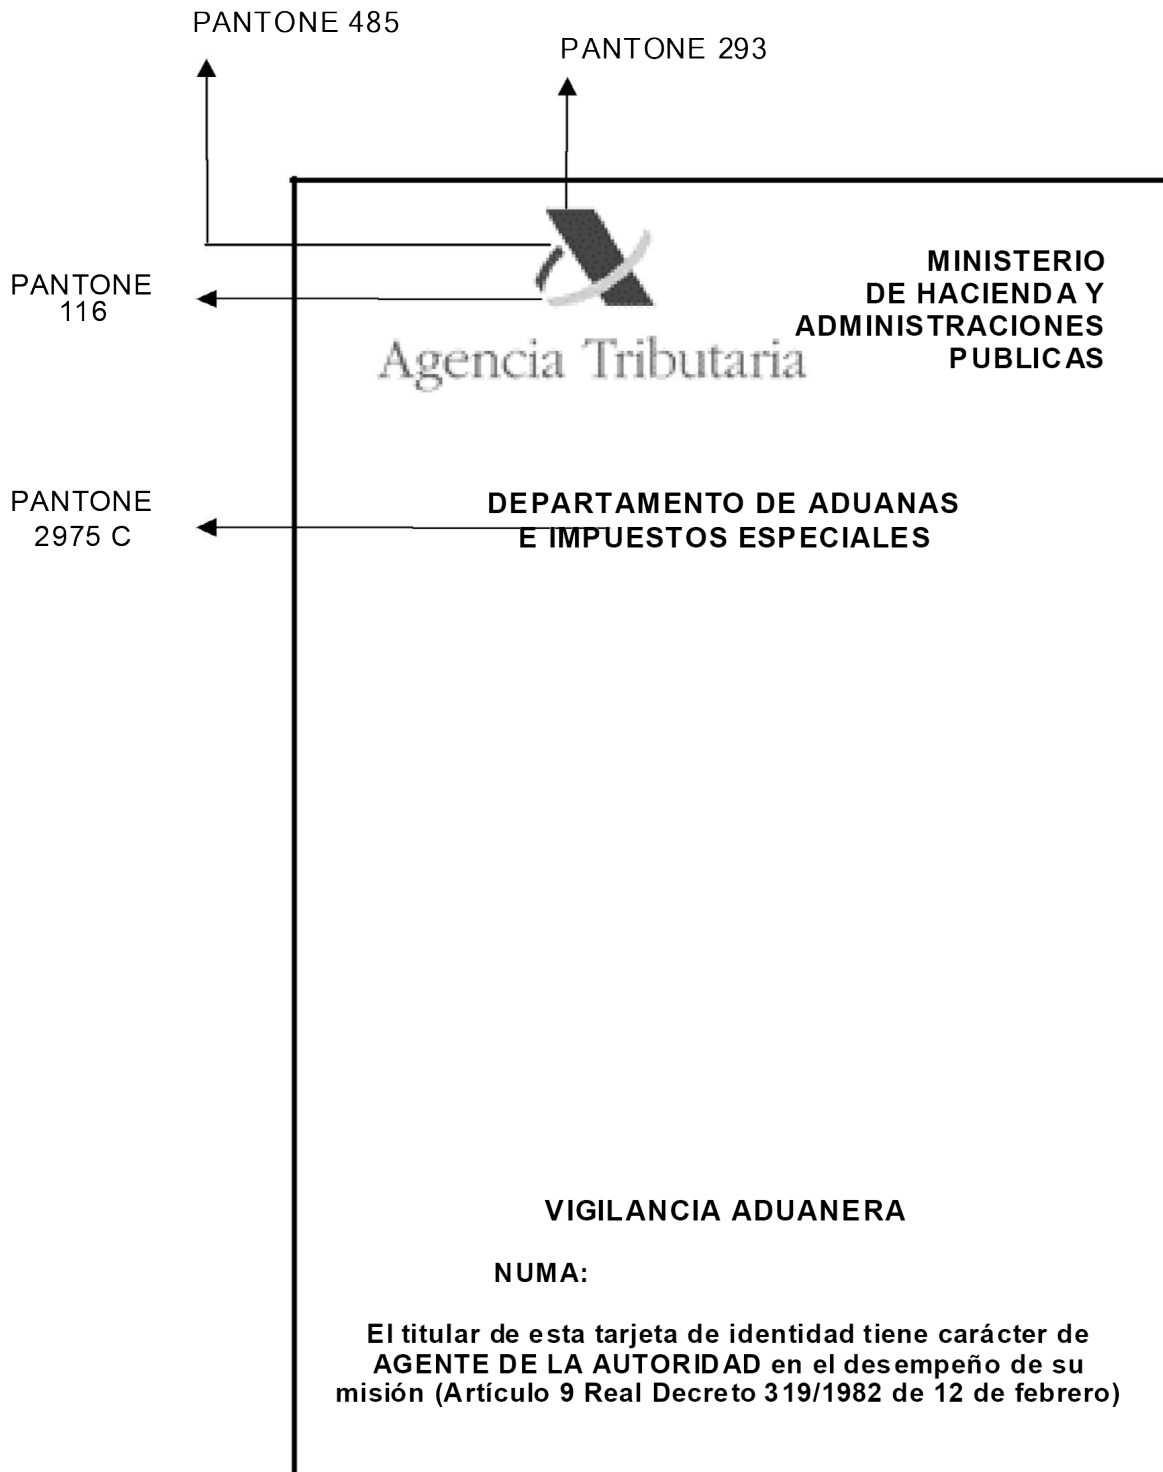 PANTONE 485
PANTONE 293
PANTONE
116
Agencia Tributaria
MINISTERIO
DE HACIENDA Y
ADMINISTRACIONES
PUBLICAS
PANTONE
2975 C
DEPARTAMENTO DE ADUANAS
E IMPUESTOS ESPECIALES
VIGILANCIA ADUANERA
NUMA:
El titular de esta tarjeta de identidad tiene carácter de
AGENTE DE LA AUTORIDAD en el desempeño de su
misión (Artículo 9 Real Decreto 319/1982 de 12 de febrero)